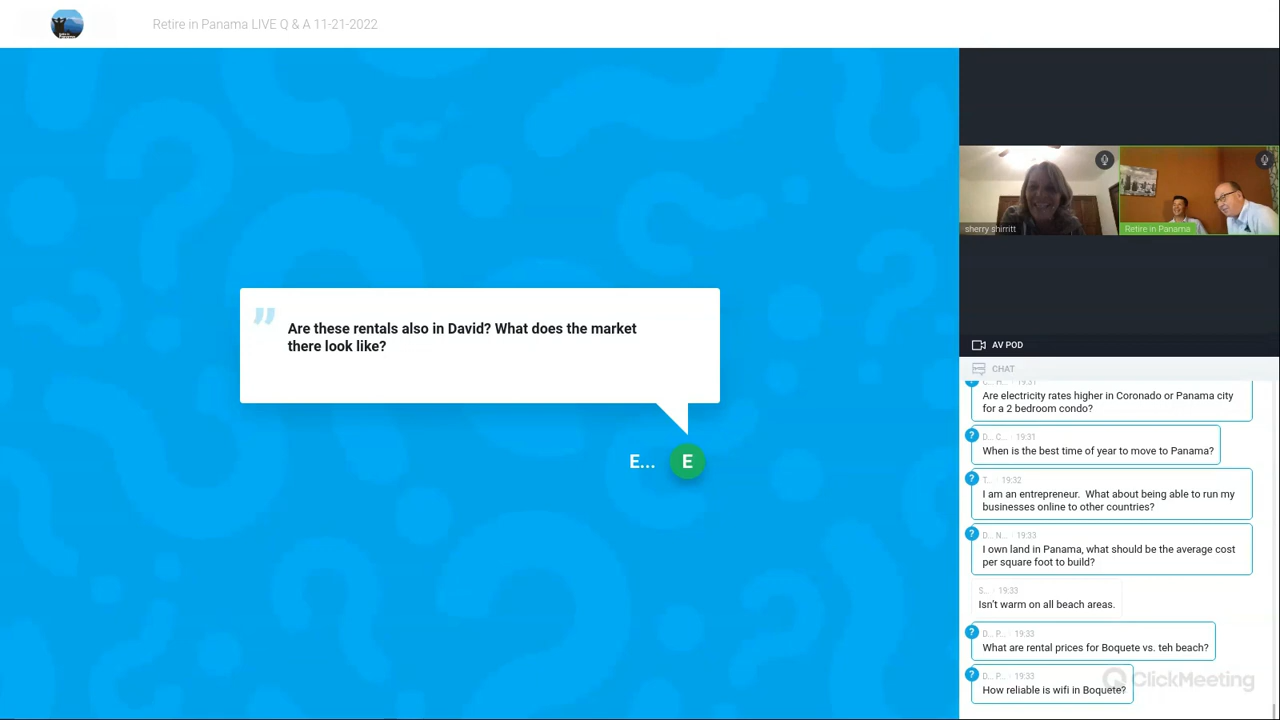 Retire in Panama LIVE Q & A 11-21-2022
sherry shirritt
Retire in Panama
Are these rentals also in David? What does the market
there look like?
E...
E
AV POD
CHAT
C... H... 19:31
Are electricity rates higher in Coronado or Panama city
for a 2 bedroom condo?
D... C... 19:31
When is the best time of year to move to Panama?
T... 19:32
I am an entrepreneur. What about being able to run my
businesses online to other countries?
D... N... 19:33
I own land in Panama, what should be the average cost
per square foot to build?
S... 19:33
Isn't warm on all beach areas.
D... P... 19:33
What are rental prices for Boquete vs. teh beach?
D... P... 19:33
How reliable is wifi in Boquete?
ClickMeeting